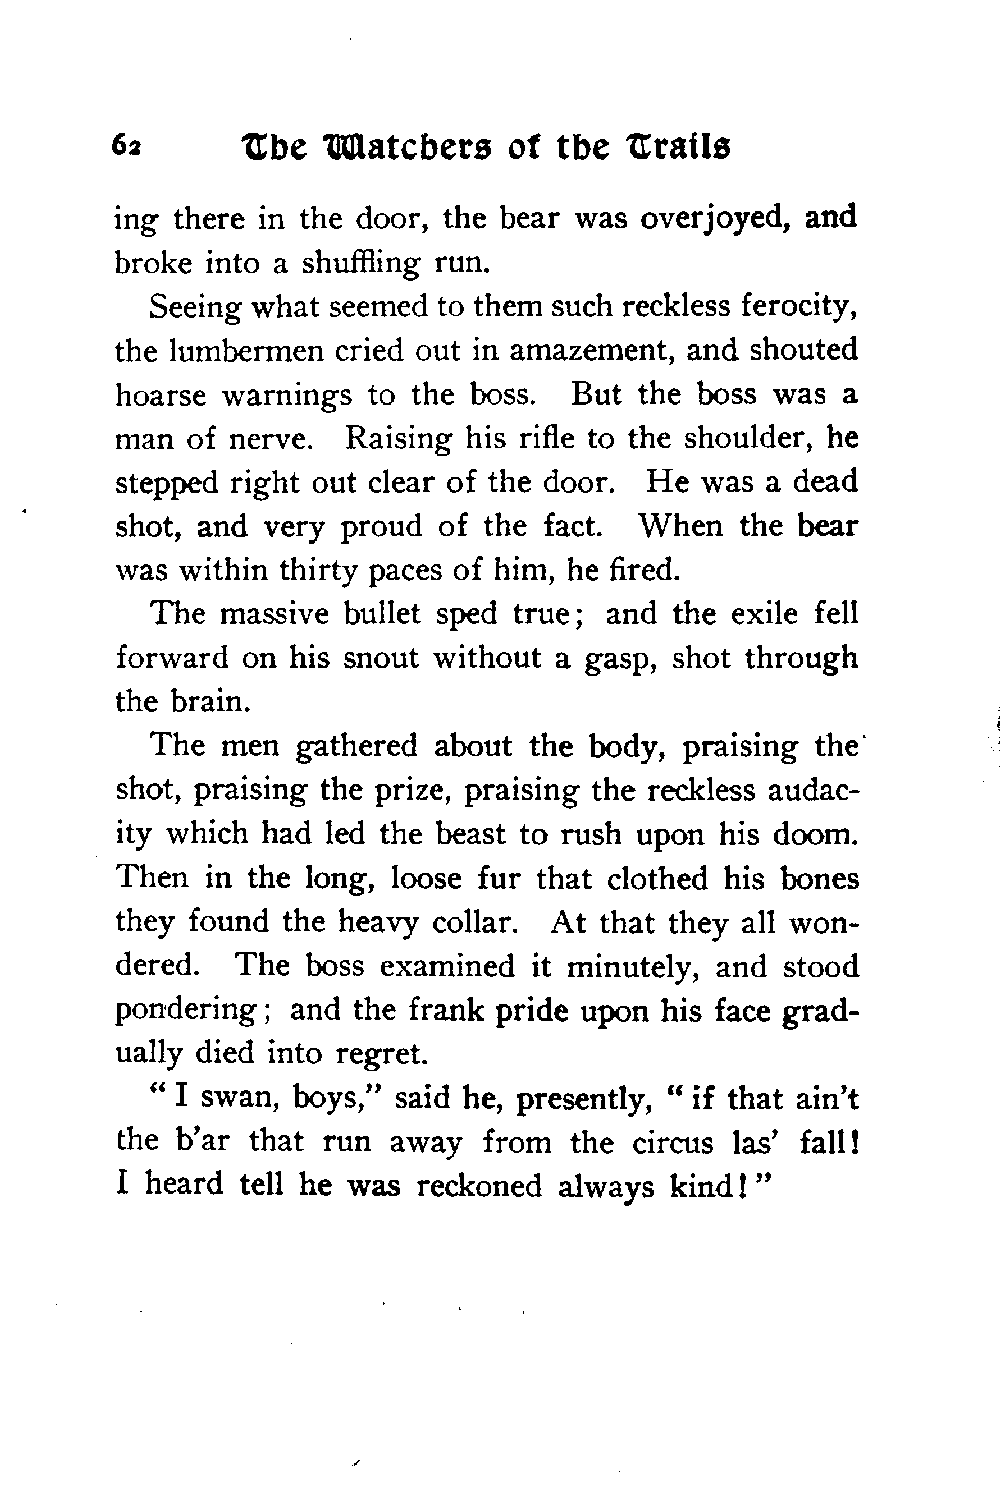 62 The Watchers of the Trails
ing there in the door, the bear was overjoyed, and
broke into a shuffling run.
Seeing what seemed to them such reckless ferocity,
the lumbermen cried out in amazement, and shouted
hoarse warnings to the boss. But the boss was a
man of nerve. Raising his rifle to the shoulder, he
stepped right out clear of the door. He was a dead
shot, and very proud of the fact. When the bear
was within thirty paces of him, he fired.
The massive bullet sped true; and the exile fell
forward on his snout without a gasp, shot through
the brain.
The men gathered about the body, praising the
shot, praising the prize, praising the reckless audac-
ity which had led the beast to rush upon his doom.
Then in the long, loose fur that clothed his bones
they found the heavy collar. At that they all won-
dered. The boss examined it minutely, and stood
pondering; and the frank pride upon his face grad-
ually died into regret.
" I swan, boys," said he, presently, " if that ain't
the b'ar that run away from the circus las' fall!
I heard tell he was reckoned always kind! "